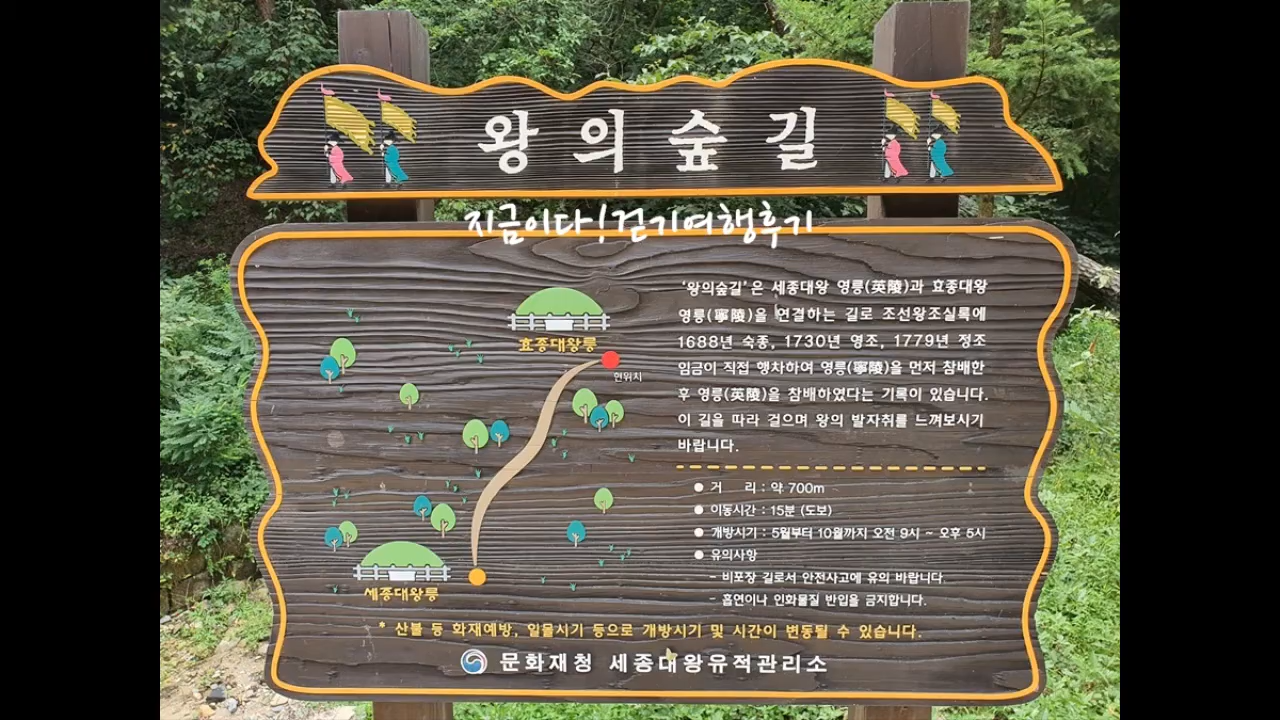 왕의숲길
지금이다!걷기여행후기
'왕의숲길'은 세종대왕 영릉(英陵)과 효종대왕
영릉(寧陵)을 연결하는 길로 조선왕조실록에
1688년 숙종, 1730년 영조, 1779년 정조
임금이 직접 행차하여 영릉(寧陵)을 먼저 참배한
후 영릉(英陵)을 참배하였다는 기록이 있습니다.
이 길을 따라 걸으며 왕의 발자취를 느껴보시기
바랍니다.
● 거 리 : 약 700m
● 이동시간 : 15분 (도보)
● 개방시기 : 5월부터 10월까지 오전 9시 ~ 오후 5시
● 유의사항
- 비포장 길로서 안전사고에 유의 바랍니다.
- 흡연이나 인화물질 반입을 금지합니다.
효종대왕릉
현위치
세종대왕릉
* 산불 등 화재예방, 일몰시기 등으로 개방시기 및 시간이 변동될 수 있습니다.
문화재청 세종대왕유적관리소